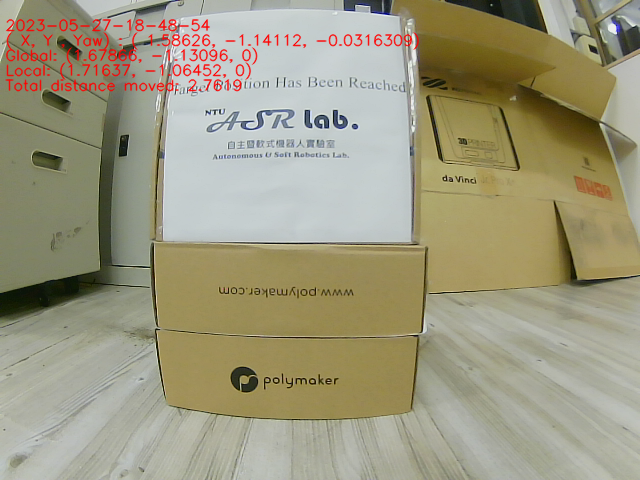 2023-05-27-18-48-54
(X, Y, Yaw) : (1.58626, -1.14112, -0.0316309)
Global: (1.67866, -1.13096, 0)
Local: (1.71637, -1.06452, 0)
Total distance moved: 2.7619
Has Been Reached
NTU
ASR Lab.
自主暨軟式機器人實驗室
Autonomous & Soft Robotics Lab.
da Vinci
www.polymaker.com
polymaker